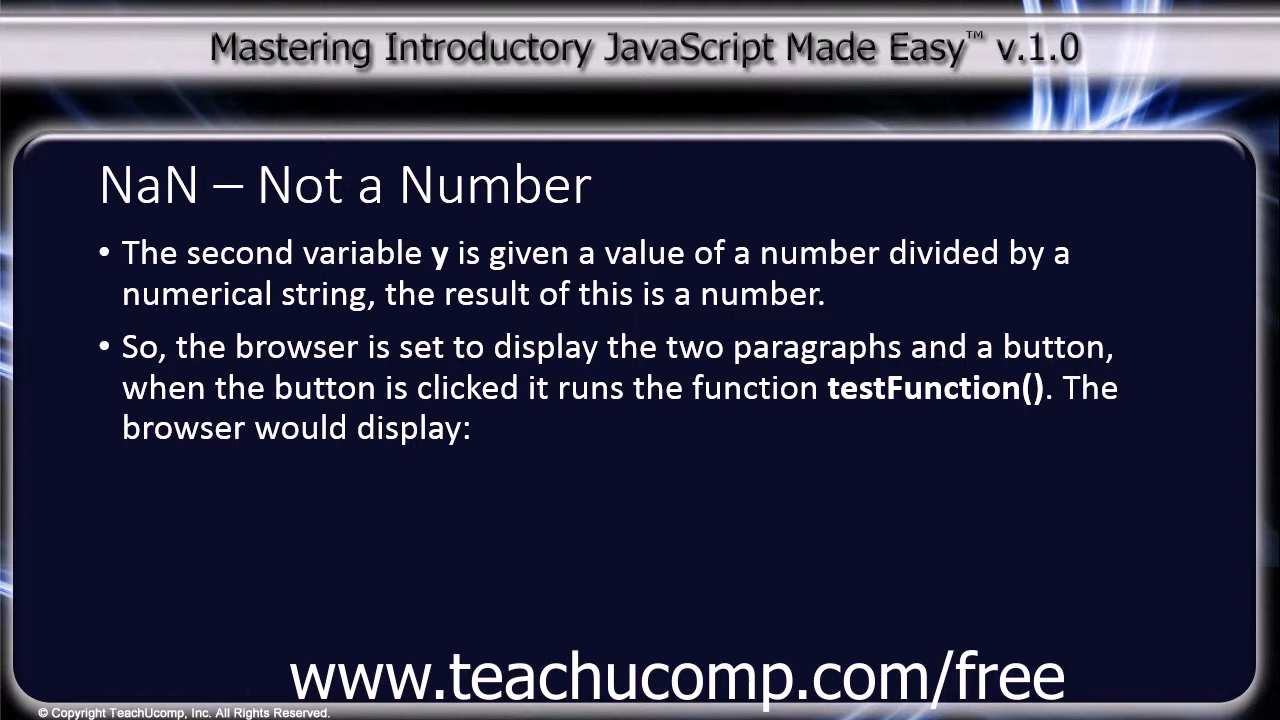 Mastering Introductory JavaScript Made Easy™ v.1.0
NaN – Not a Number
• The second variable y is given a value of a number divided by a
numerical string, the result of this is a number.
• So, the browser is set to display the two paragraphs and a button,
when the button is clicked it runs the function testFunction(). The
browser would display:
www.teachucomp.com/free
© Copyright TeachUcomp, Inc. All Rights Reserved.